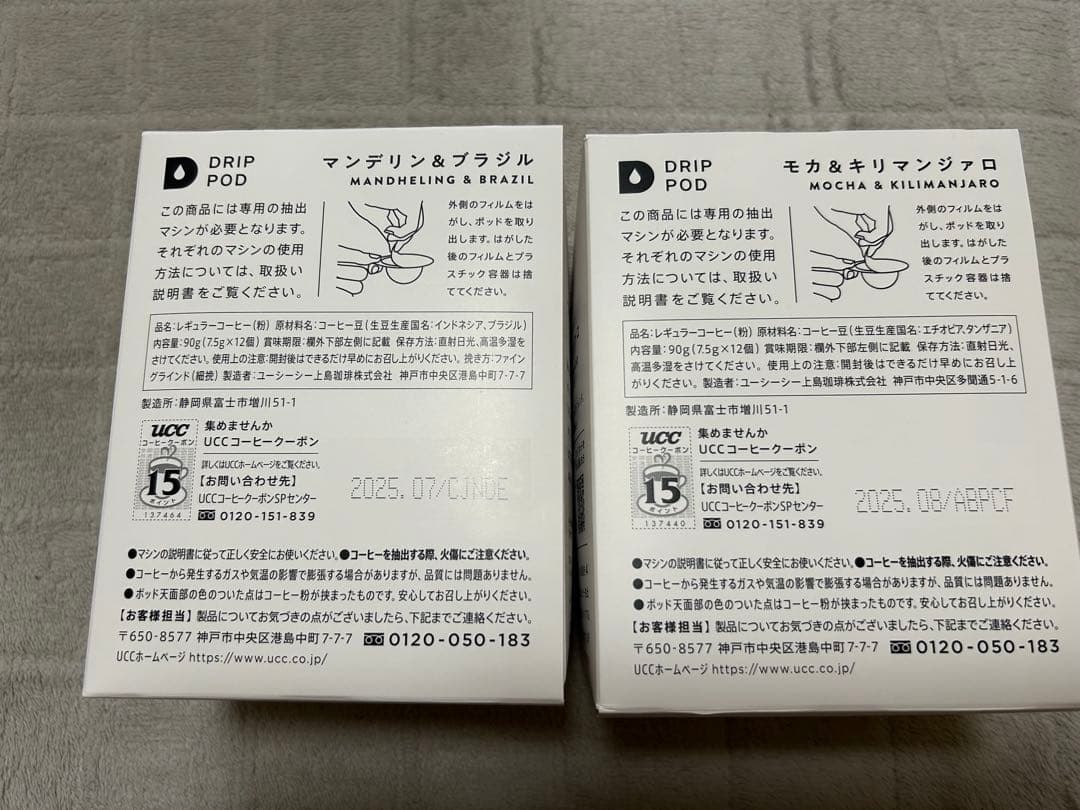 DRIP
POD
マンデリン&ブラジル
MANDHELING & BRAZIL
この商品には専用の抽出
マシンが必要となります。
それぞれのマシンの使用
方法については、取扱い
説明書をご覧ください。
外側のフィルムをは
がし、ポッドを取り
出します。はがした
後のフィルムとプラ
スチック容器は捨
ててください。
品名:レギュラーコーヒー(粉) 原材料名:コーヒー豆(生豆生産国名:インドネシア、ブラジル)
内容量:90g(7.5g×12個) 賞味期限:欄外下部左側に記載 保存方法:直射日光、高温多湿を
さけてください。使用上の注意:開封後はできるだけ早めにお召し上がりください。挽き方:ファイン
グラインド(細挽) 製造者:ユーシーシー上島珈琲株式会社 神戸市中央区港島中町7-7-7
製造所:静岡県富士市増川51-1
UCC
コーヒークーポン
15
ポイント
137464
集めませんか
UCCコーヒークーポン
詳しくはUCCホームページをご覧ください。
【お問い合わせ先】
UCCコーヒークーポンSPセンター
0120-151-839
2025.07/CJNDE
●マシンの説明書に従って正しく安全にお使いください。●コーヒーを抽出する際、火傷にご注意ください。
●コーヒーから発生するガスや気温の影響で膨張する場合がありますが、品質には問題ありません。
●ポッド天面部の色のついた点はコーヒー粉が挟まったものです。安心してお召し上がりください。
【お客様担当】製品についてお気づきの点がございましたら、下記までご連絡ください。
〒650-8577 神戸市中央区港島中町7-7-7 0120-050-183
UCCホームページ https://www.ucc.co.jp/
DRIP
POD
モカ&キリマンジァロ
MOCHA & KILIMANJARO
この商品には専用の抽出
マシンが必要となります。
それぞれのマシンの使用
方法については、取扱い
説明書をご覧ください。
外側のフィルムをは
がし、ポッドを取り
出します。はがした
後のフィルムとプラ
スチック容器は捨
ててください。
品名:レギュラーコーヒー(粉) 原材料名:コーヒー豆(生豆生産国名:エチオピア、タンザニア)
内容量:90g(7.5g×12個) 賞味期限:欄外下部左側に記載 保存方法:直射日光、
高温多湿をさけてください。使用上の注意:開封後はできるだけ早めにお召し上
がりください。製造者:ユーシーシー上島珈琲株式会社 神戸市中央区多聞通5-1-6
製造所:静岡県富士市増川51-1
UCC
コーヒークーポン
15
ポイント
137440
集めませんか
UCCコーヒークーポン
詳しくはUCCホームページをご覧ください。
【お問い合わせ先】
UCCコーヒークーポンSPセンター
0120-151-839
2025.08/ABPCF
●マシンの説明書に従って正しく安全にお使いください。●コーヒーを抽出する際、火傷にご注意ください。
●コーヒーから発生するガスや気温の影響で膨張する場合がありますが、品質には問題ありません。
●ポッド天面部の色のついた点はコーヒー粉が挟まったものです。安心してお召し上がりください。
【お客様担当】製品についてお気づきの点がございましたら、下記までご連絡ください。
〒650-8577 神戸市中央区港島中町7-7-7 0120-050-183
UCCホームページ https://www.ucc.co.jp/